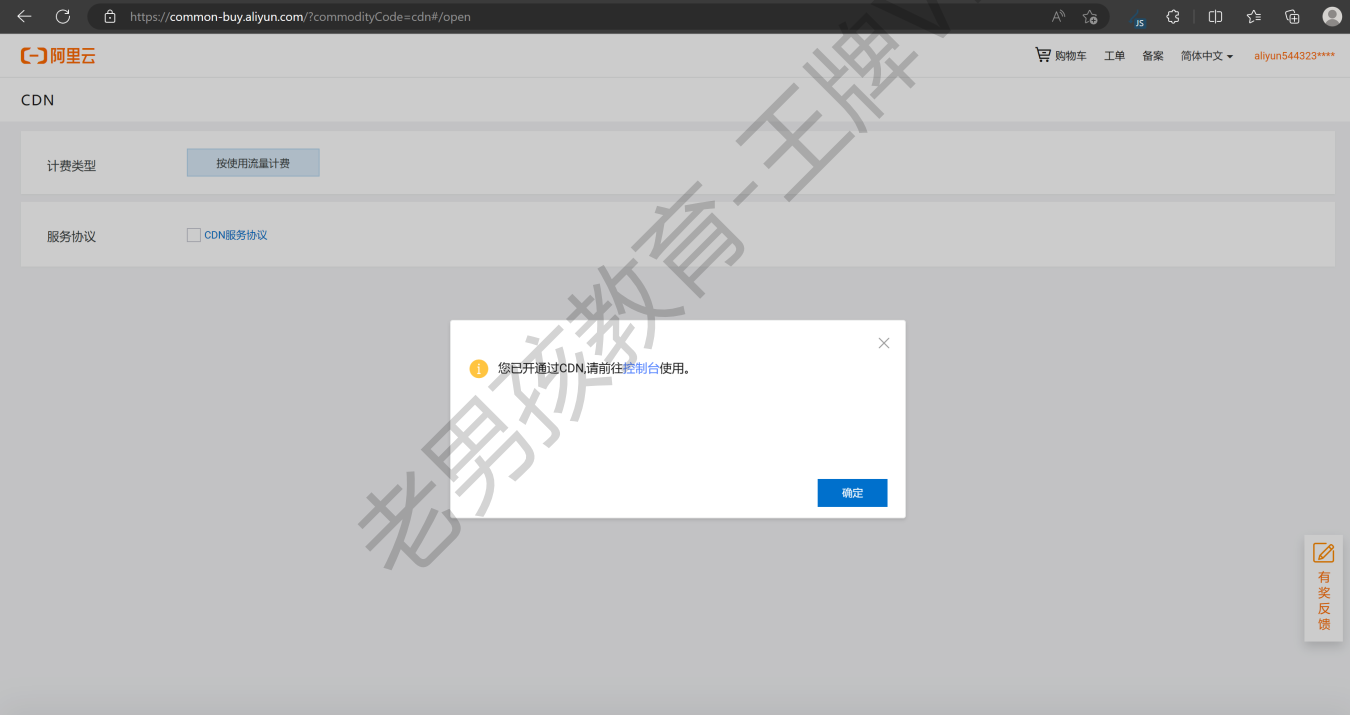 https://common-buy.aliyun.com/?commodityCode=cdn#/open
阿里云
购物车 工单 备案 简体中文 aliyun544323****
CDN
计费类型 按使用流量计费
服务协议 CDN服务协议
您已开通过CDN,请前往控制台使用。
确定
有奖反馈
老男孩教育-王牌